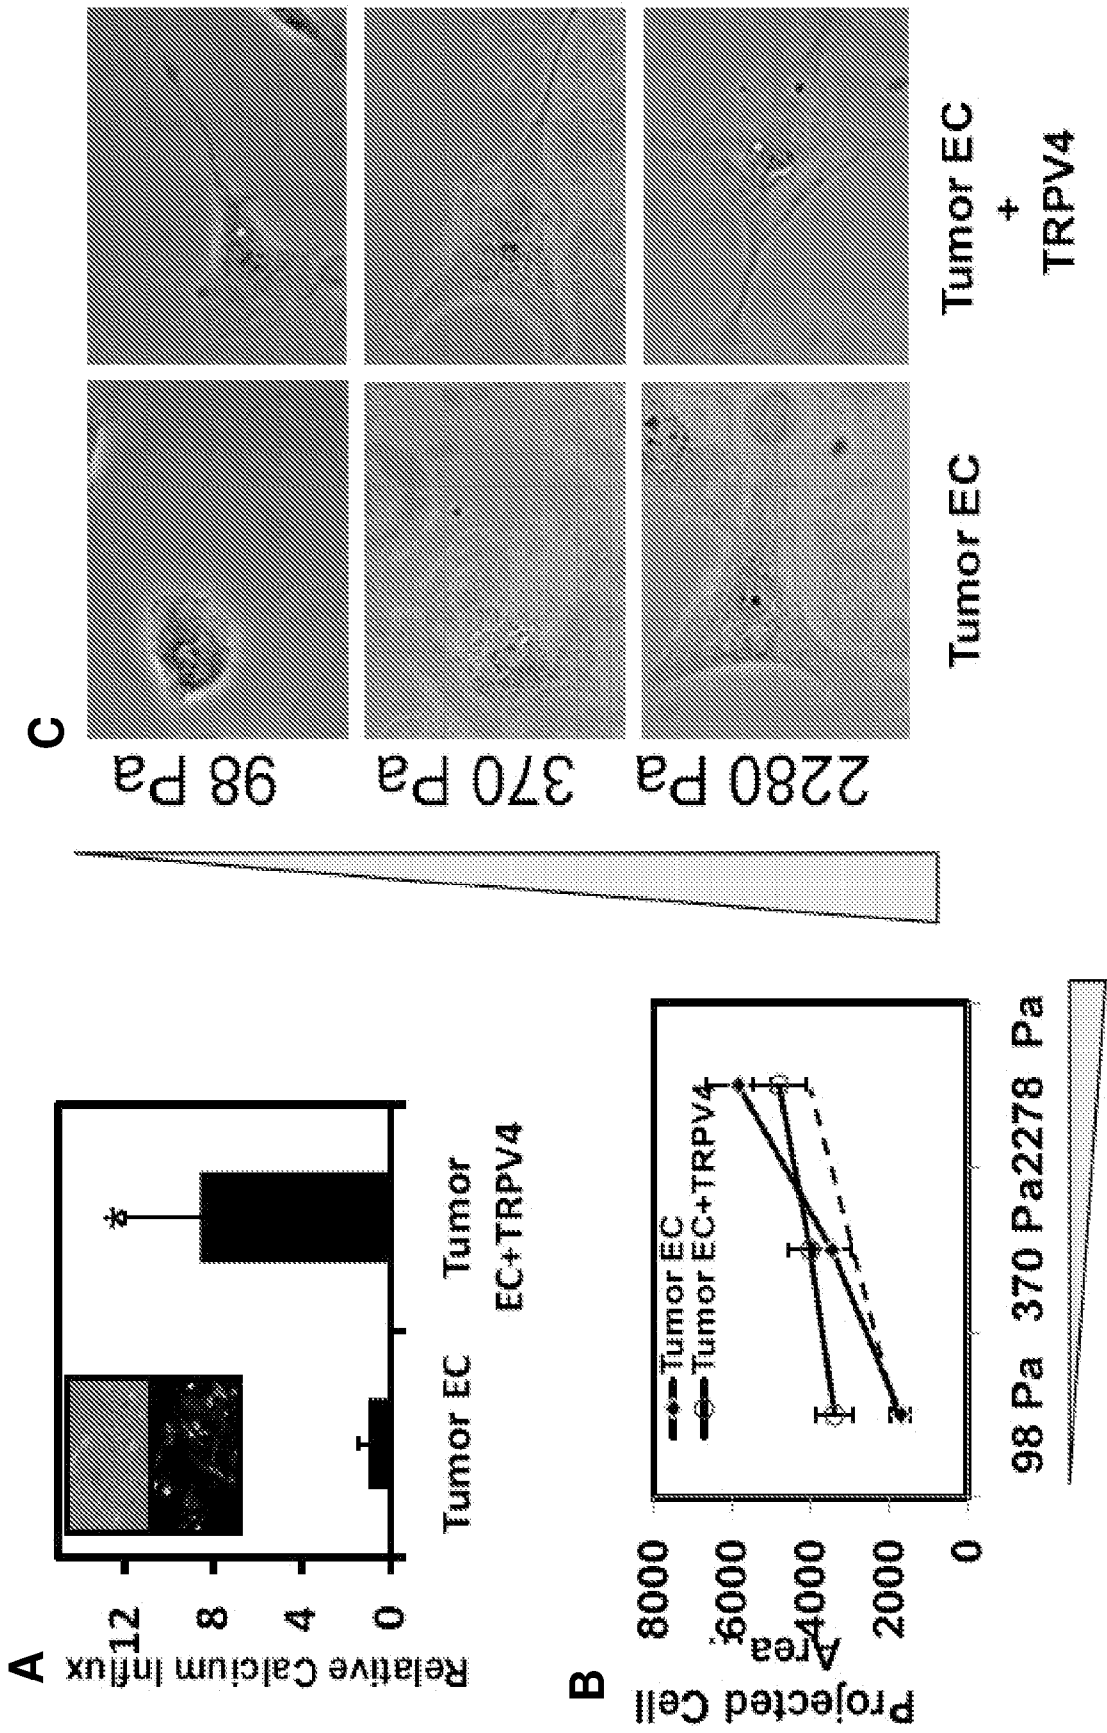 A
Relative Calcium Influx
12
8
4
0
Tumor EC
Tumor
EC+TRPV4
B
Projected Cell
Area
8000
6000
4000
2000
0
Tumor EC
Tumor EC+TRPV4
98 Pa 370 Pa2278 Pa
C
98 Pa
370 Pa
2280 Pa
Tumor EC
Tumor EC
+
TRPV4